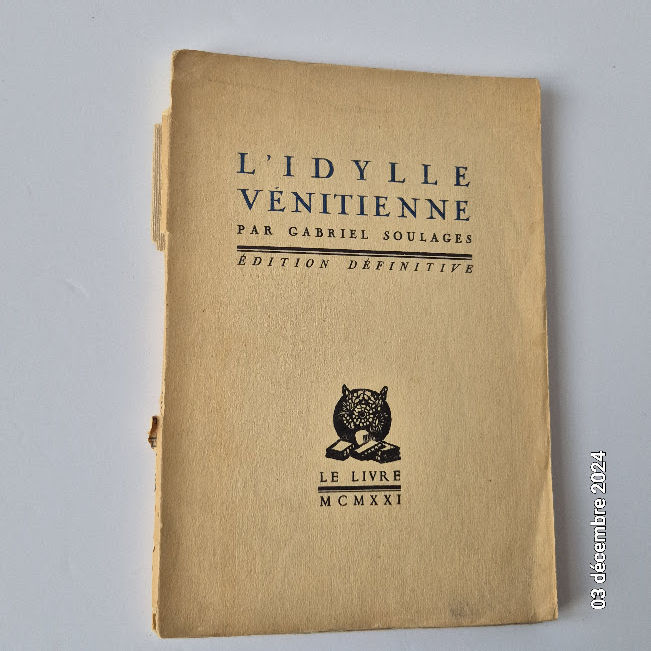 L'IDYLLE
VÉNITIENNE
PAR GABRIEL SOULAGES
ÉDITION DÉFINITIVE
LE LIVRE
MCMXXI
03 décembre 2024